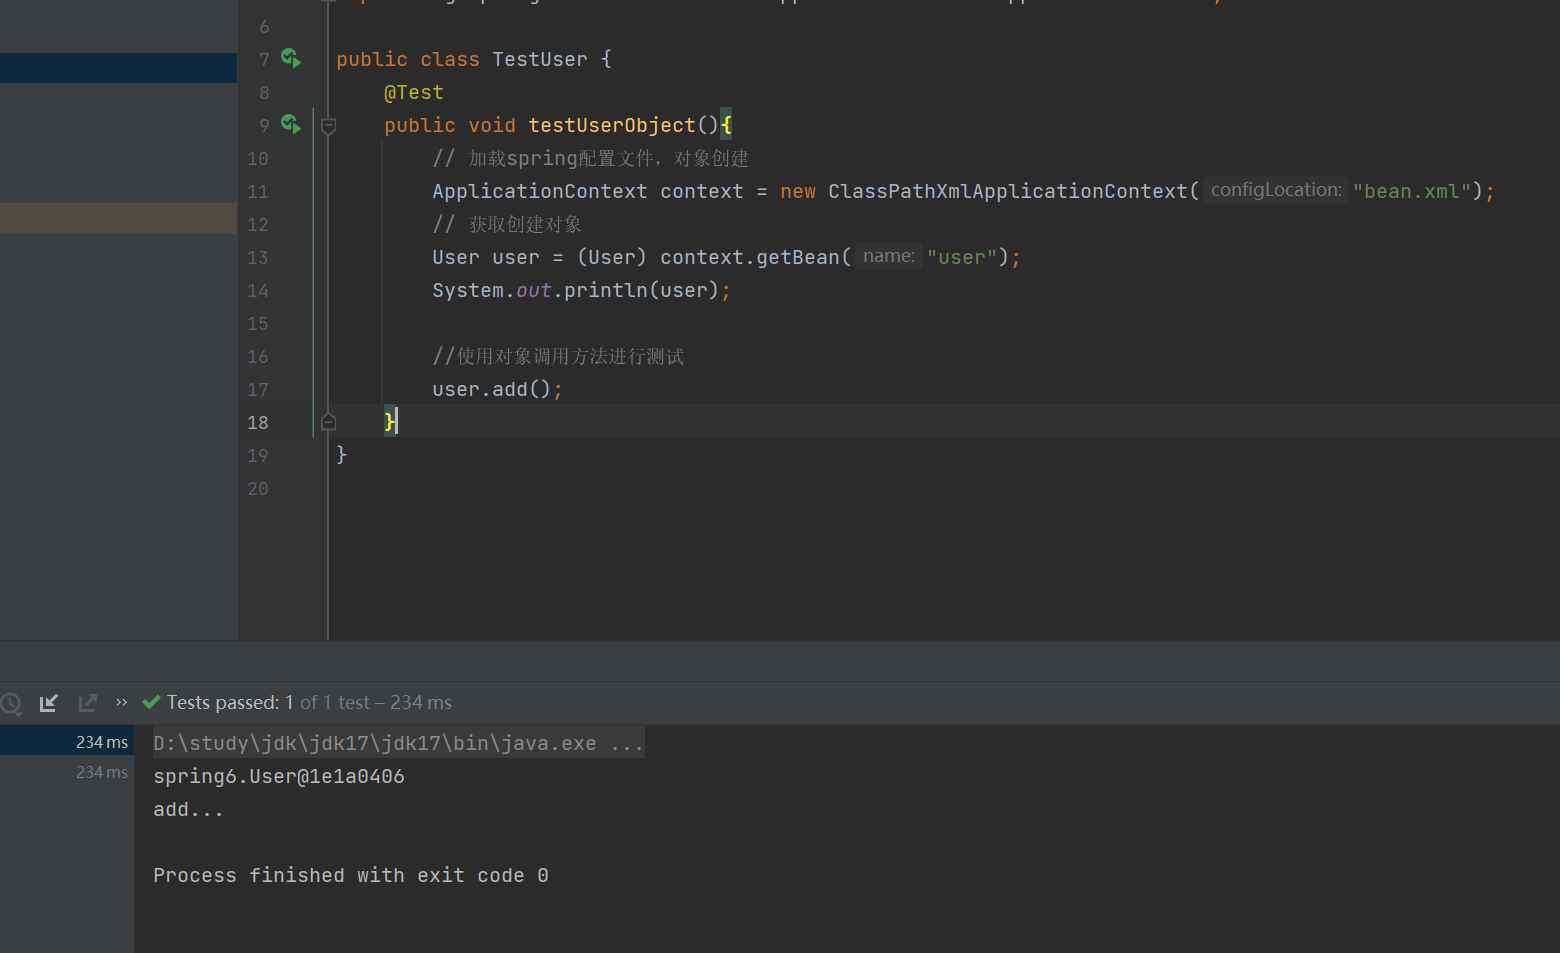 6
7 public class TestUser {
8 @Test
9 public void testUserObject(){
10 // 加载spring配置文件，对象创建
11 ApplicationContext context = new ClassPathXmlApplicationContext( configLocation: "bean.xml");
12 // 获取创建对象
13 User user = (User) context.getBean( name: "user");
14 System.out.println(user);
15
16 //使用对象调用方法进行测试
17 user.add();
18 }
19 }
20
» Tests passed: 1 of 1 test – 234 ms
234 ms
234 ms
D:\study\jdk\jdk17\jdk17\bin\java.exe ...
spring6.User@1e1a0406
add...
Process finished with exit code 0